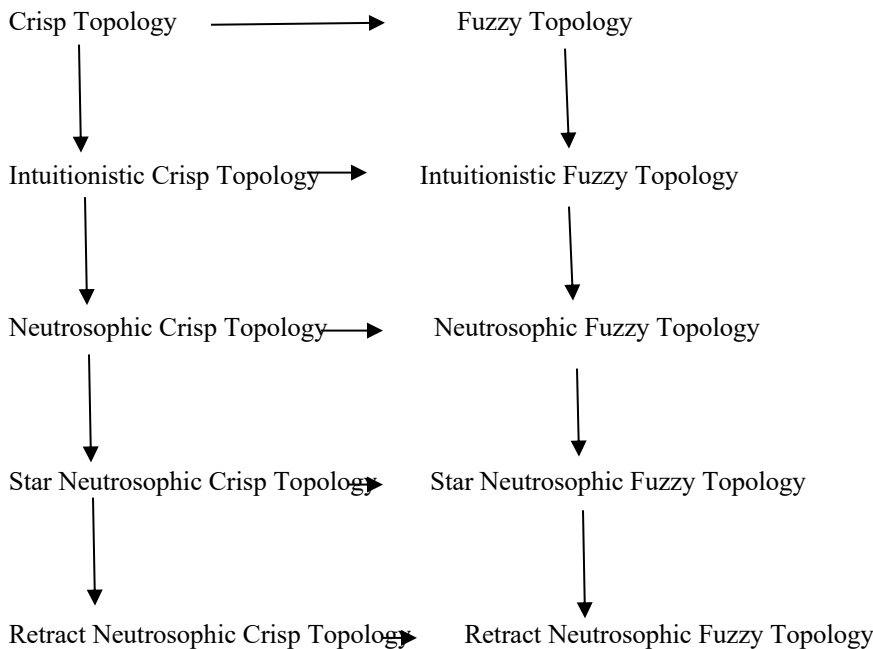 Crisp Topology Fuzzy Topology
Intuitionistic Crisp Topology Intuitionistic Fuzzy Topology
Neutrosophic Crisp Topology Neutrosophic Fuzzy Topology
Star Neutrosophic Crisp Topology Star Neutrosophic Fuzzy Topology
Retract Neutrosophic Crisp Topology Retract Neutrosophic Fuzzy Topology